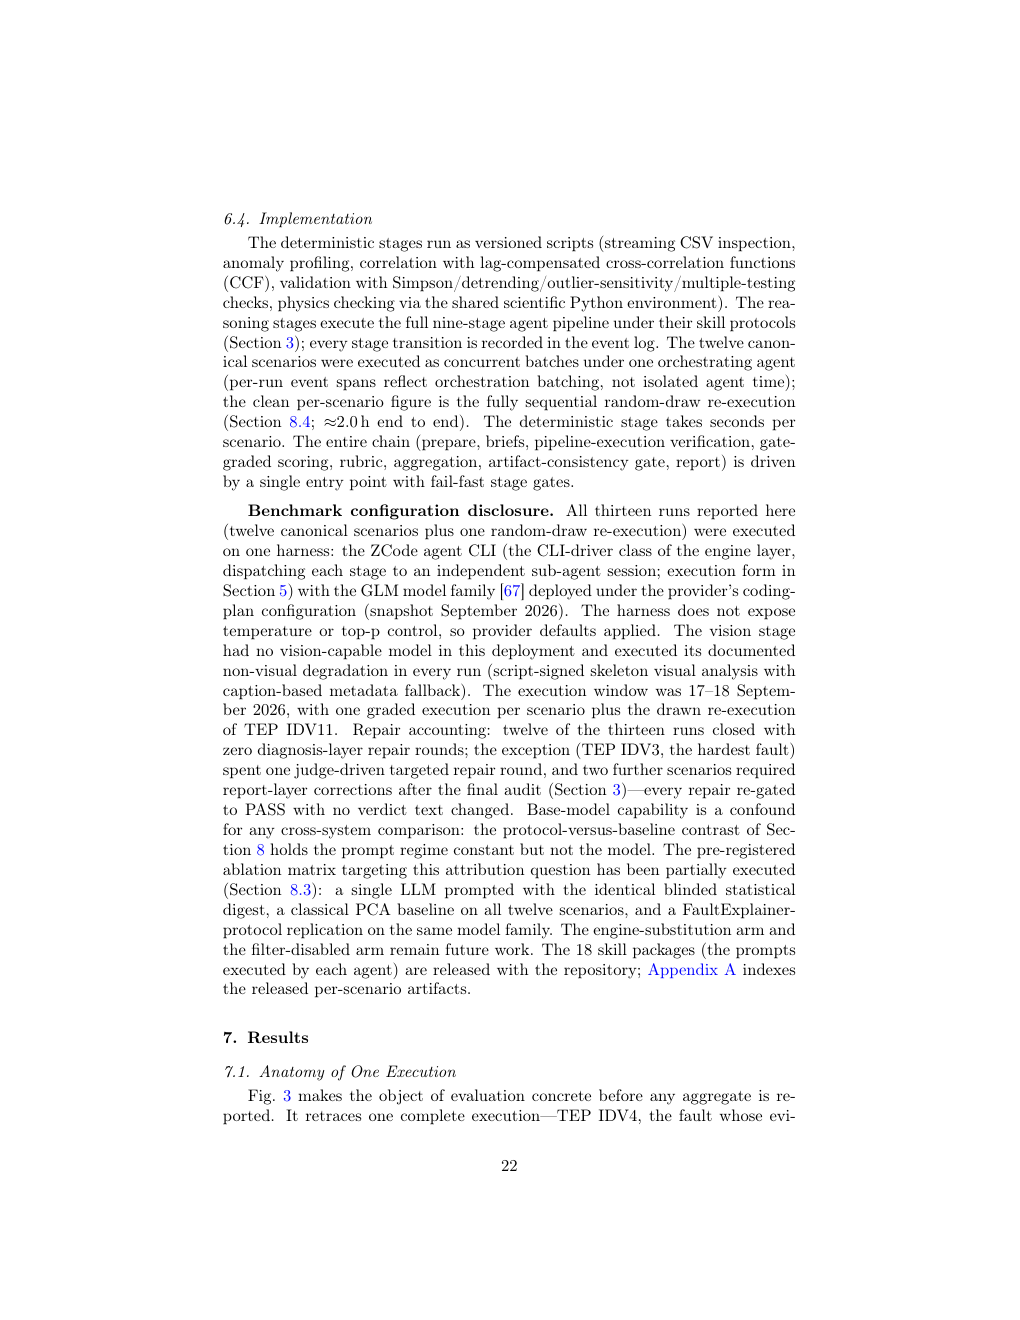 6.4. Implementation
The deterministic stages run as versioned scripts (streaming CSV inspection,
anomaly profiling, correlation with lag-compensated cross-correlation functions
(CCF), validation with Simpson/detrending/outlier-sensitivity/multiple-testing
checks, physics checking via the shared scientific Python environment). The rea-
soning stages execute the full nine-stage agent pipeline under their skill protocols
(Section 3); every stage transition is recorded in the event log. The twelve canon-
ical scenarios were executed as concurrent batches under one orchestrating agent
(per-run event spans reflect orchestration batching, not isolated agent time);
the clean per-scenario figure is the fully sequential random-draw re-execution
(Section 8.4; ≈2.0 h end to end). The deterministic stage takes seconds per
scenario. The entire chain (prepare, briefs, pipeline-execution verification, gate-
graded scoring, rubric, aggregation, artifact-consistency gate, report) is driven
by a single entry point with fail-fast stage gates.
Benchmark configuration disclosure. All thirteen runs reported here
(twelve canonical scenarios plus one random-draw re-execution) were executed
on one harness: the ZCode agent CLI (the CLI-driver class of the engine layer,
dispatching each stage to an independent sub-agent session; execution form in
Section 5) with the GLM model family [67] deployed under the provider's coding-
plan configuration (snapshot September 2026). The harness does not expose
temperature or top-p control, so provider defaults applied. The vision stage
had no vision-capable model in this deployment and executed its documented
non-visual degradation in every run (script-signed skeleton visual analysis with
caption-based metadata fallback). The execution window was 17–18 Septem-
ber 2026, with one graded execution per scenario plus the drawn re-execution
of TEP IDV11. Repair accounting: twelve of the thirteen runs closed with
zero diagnosis-layer repair rounds; the exception (TEP IDV3, the hardest fault)
spent one judge-driven targeted repair round, and two further scenarios required
report-layer corrections after the final audit (Section 3)—every repair re-gated
to PASS with no verdict text changed. Base-model capability is a confound
for any cross-system comparison: the protocol-versus-baseline contrast of Sec-
tion 8 holds the prompt regime constant but not the model. The pre-registered
ablation matrix targeting this attribution question has been partially executed
(Section 8.3): a single LLM prompted with the identical blinded statistical
digest, a classical PCA baseline on all twelve scenarios, and a FaultExplainer-
protocol replication on the same model family. The engine-substitution arm and
the filter-disabled arm remain future work. The 18 skill packages (the prompts
executed by each agent) are released with the repository; Appendix A indexes
the released per-scenario artifacts.
7. Results
7.1. Anatomy of One Execution
Fig. 3 makes the object of evaluation concrete before any aggregate is re-
ported. It retraces one complete execution—TEP IDV4, the fault whose evi-
22